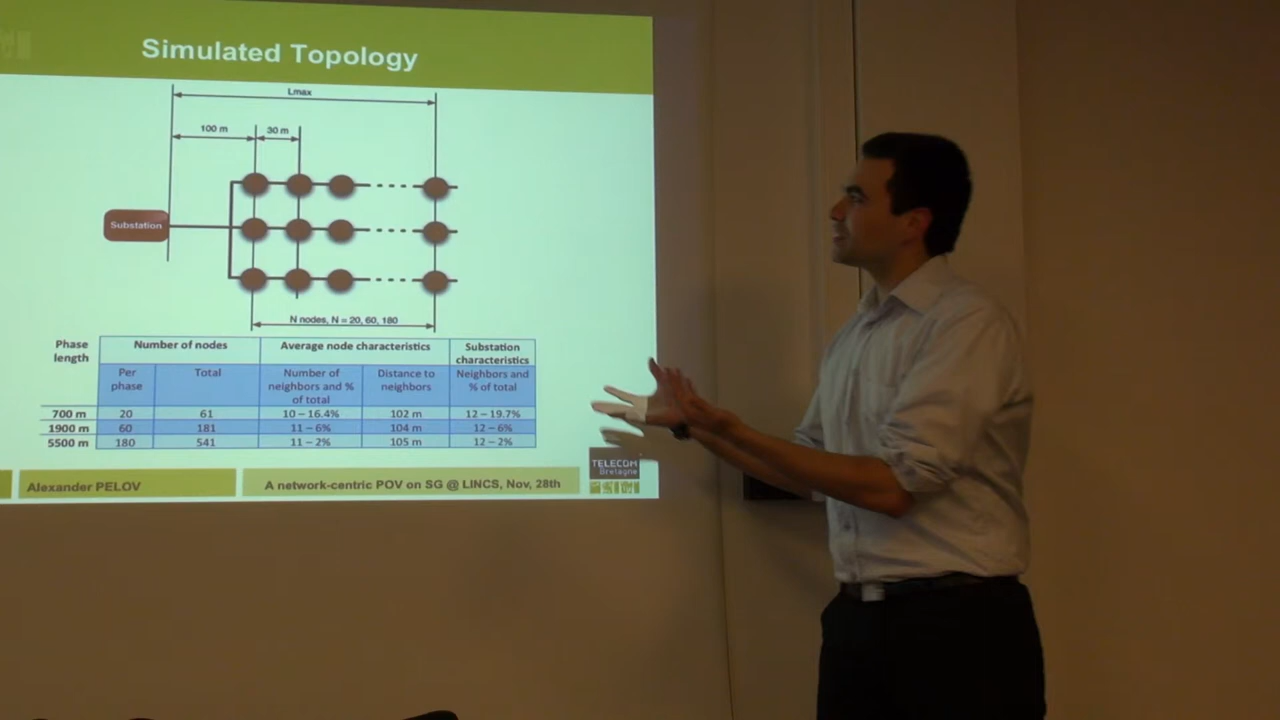 Simulated Topology
Lmax
100 m
30 m
Substation
N nodes, N = 20, 60, 180
Phase length
Number of nodes
Average node characteristics
Substation characteristics
Per phase
Total
Number of neighbors and % of total
Distance to neighbors
Neighbors and % of total
700 m 20 61 10 – 16.4% 102 m 12 – 19.7%
1900 m 60 181 11 – 6% 104 m 12 – 6%
5500 m 180 541 11 – 2% 105 m 12 – 2%
Alexander PELOV
A network-centric POV on SG @ LINCS, Nov, 28th
TELECOM
Bretagne